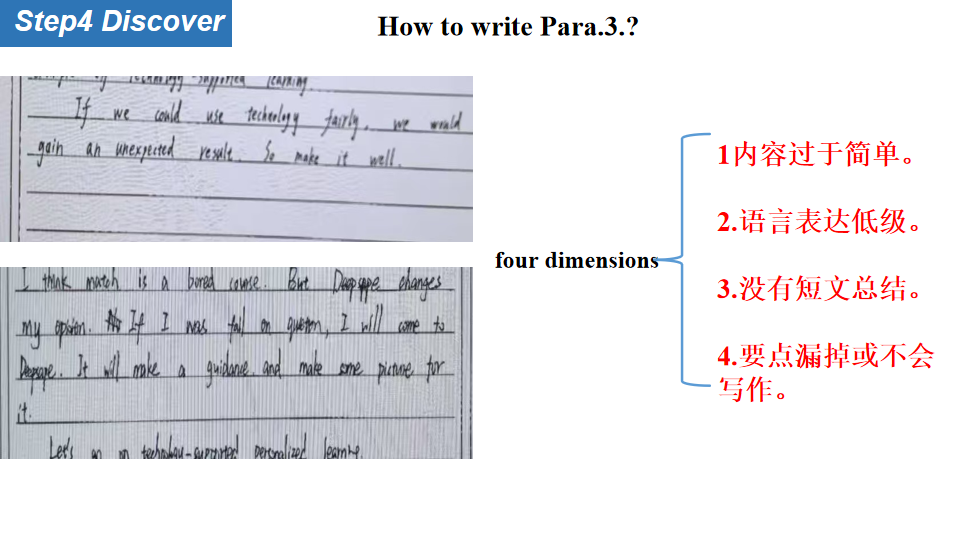 Step4 Discover
How to write Para.3.?
technology-supported learning.
If we could use technology fairly, we would
gain an unexpected result. So make it well.
I think match is a bored course. But changes
my opinion. If I was fail on question, I will come to
It will make a guidance and make some picture for
it.
Let's on technology-supported personalized learning.
four dimensions
1内容过于简单。
2.语言表达低级。
3.没有短文总结。
4.要点漏掉或不会
写作。